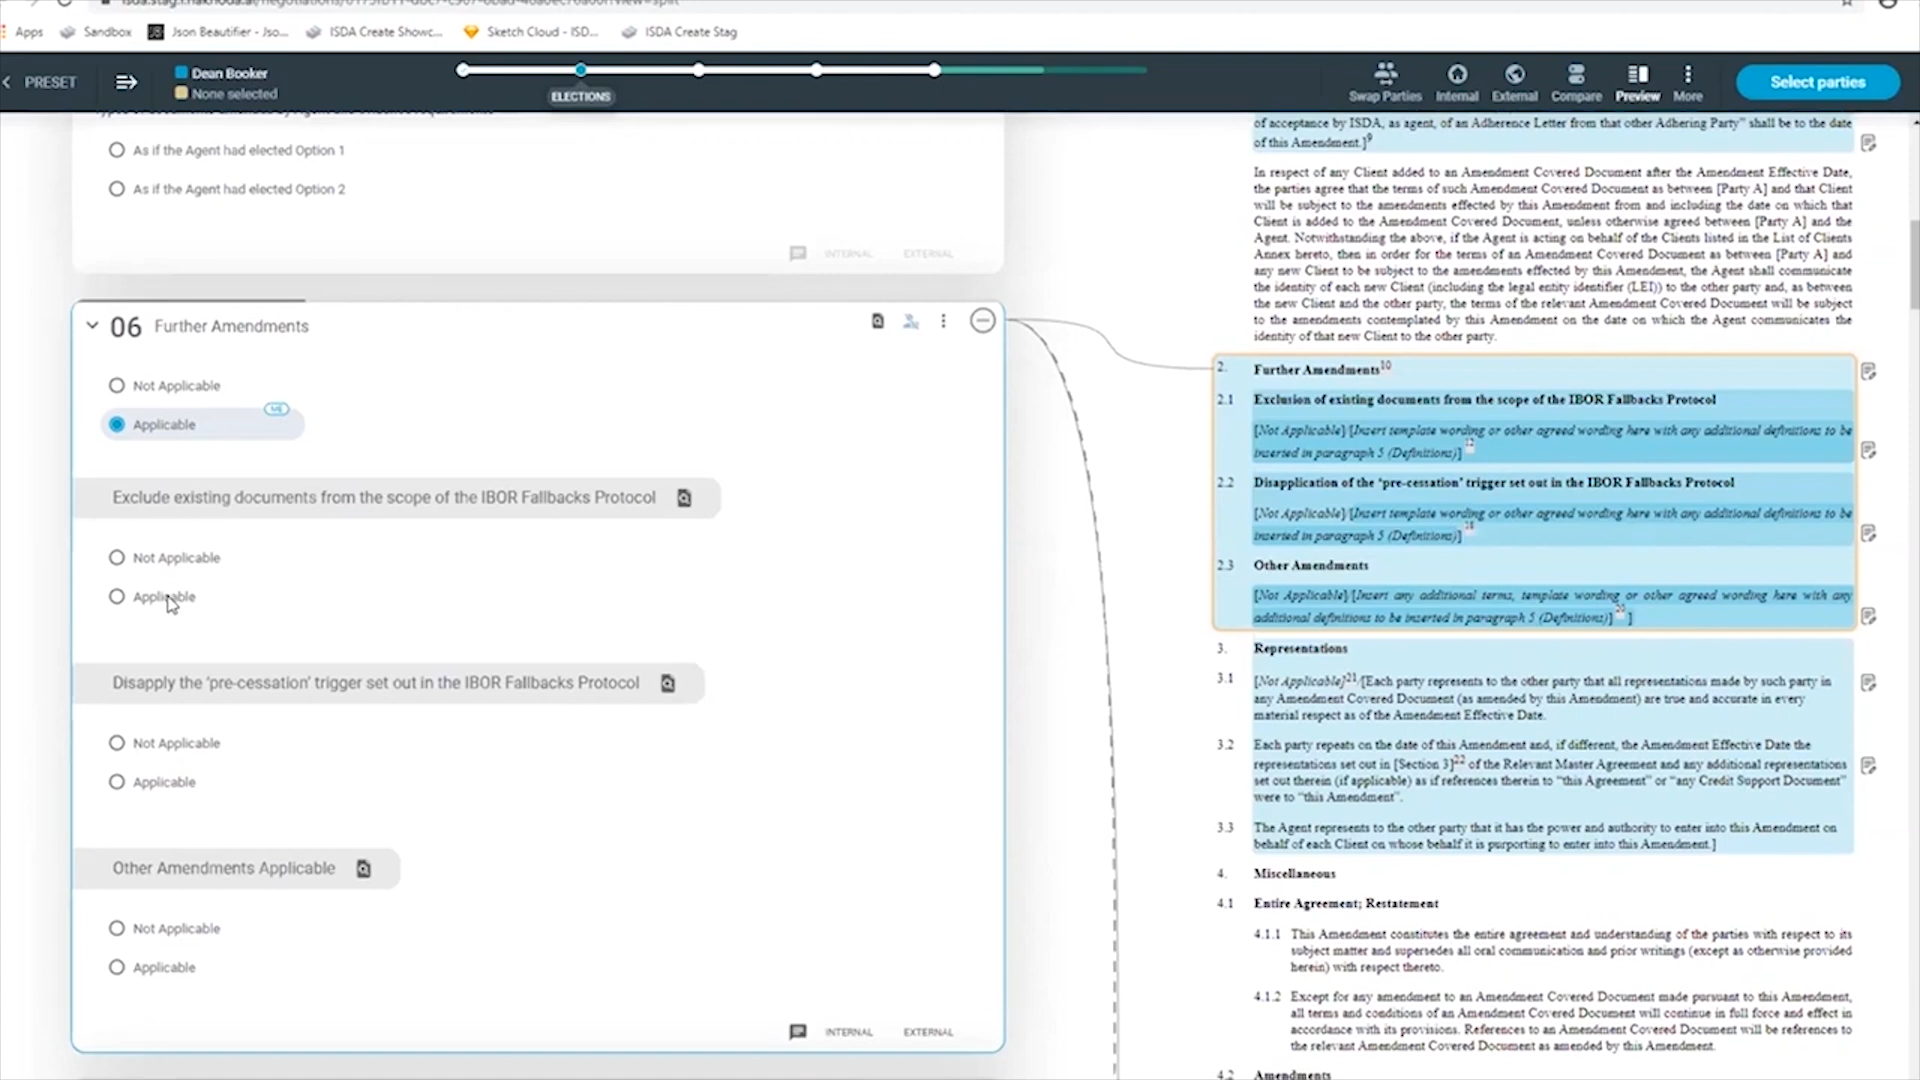 Apps
Sandbox
Json Beautifier - Jso...
ISDA Create Showc...
Sketch Cloud - ISD...
ISDA Create Stag
PRESET
Dean Booker
None selected
ELECTIONS
Swap Parties
Internal
External
Compare
Preview
More
Select parties
As if the Agent had elected Option 1
As if the Agent had elected Option 2
INTERNAL
EXTERNAL
06 Further Amendments
Not Applicable
Applicable
ME
Exclude existing documents from the scope of the IBOR Fallbacks Protocol
Not Applicable
Applicable
Disapply the ‘pre-cessation’ trigger set out in the IBOR Fallbacks Protocol
Not Applicable
Applicable
Other Amendments Applicable
Not Applicable
Applicable
INTERNAL
EXTERNAL
of acceptance by ISDA, as agent, of an Adherence Letter from that other Adhering Party” shall be to the date
of this Amendment.]9
In respect of any Client added to an Amendment Covered Document after the Amendment Effective Date,
the parties agree that the terms of such Amendment Covered Document as between [Party A] and that Client
will be subject to the amendments effected by this Amendment from and including the date on which that
Client is added to the Amendment Covered Document, unless otherwise agreed between [Party A] and the
Agent. Notwithstanding the above, if the Agent is acting on behalf of the Clients listed in the List of Clients
Annex hereto, then in order for the terms of an Amendment Covered Document as between [Party A] and
any new Client to be subject to the amendments effected by this Amendment, the Agent shall communicate
the identity of each new Client (including the legal entity identifier (LEI)) to the other party and, as between
the new Client and the other party, the terms of the relevant Amendment Covered Document will be subject
to the amendments contemplated by this Amendment on the date on which the Agent communicates the
identity of that new Client to the other party.
2. Further Amendments10
2.1 Exclusion of existing documents from the scope of the IBOR Fallbacks Protocol
[Not Applicable]/[Insert template wording or other agreed wording here with any additional definitions to be
inserted in paragraph 5 (Definitions)]
2.2 Disapplication of the ‘pre-cessation’ trigger set out in the IBOR Fallbacks Protocol
[Not Applicable]/[Insert template wording or other agreed wording here with any additional definitions to be
inserted in paragraph 5 (Definitions)]
2.3 Other Amendments
[Not Applicable]/[Insert any additional terms, template wording or other agreed wording here with any
additional definitions to be inserted in paragraph 5 (Definitions)]20 ]
3. Representations
3.1 [Not Applicable]21/[Each party represents to the other party that all representations made by such party in
any Amendment Covered Document (as amended by this Amendment) are true and accurate in every
material respect as of the Amendment Effective Date.
3.2 Each party repeats on the date of this Amendment and, if different, the Amendment Effective Date the
representations set out in [Section 3]22 of the Relevant Master Agreement and any additional representations
set out therein (if applicable) as if references therein to “this Agreement” or “any Credit Support Document”
were to “this Amendment”.
3.3 The Agent represents to the other party that it has the power and authority to enter into this Amendment on
behalf of each Client on whose behalf it is purporting to enter into this Amendment.]
4. Miscellaneous
4.1 Entire Agreement; Restatement
4.1.1 This Amendment constitutes the entire agreement and understanding of the parties with respect to its
subject matter and supersedes all oral communication and prior writings (except as otherwise provided
herein) with respect thereto.
4.1.2 Except for any amendment to an Amendment Covered Document made pursuant to this Amendment,
all terms and conditions of an Amendment Covered Document will continue in full force and effect in
accordance with its provisions. References to an Amendment Covered Document will be references to
the relevant Amendment Covered Document as amended by this Amendment.
4.2 Amendments